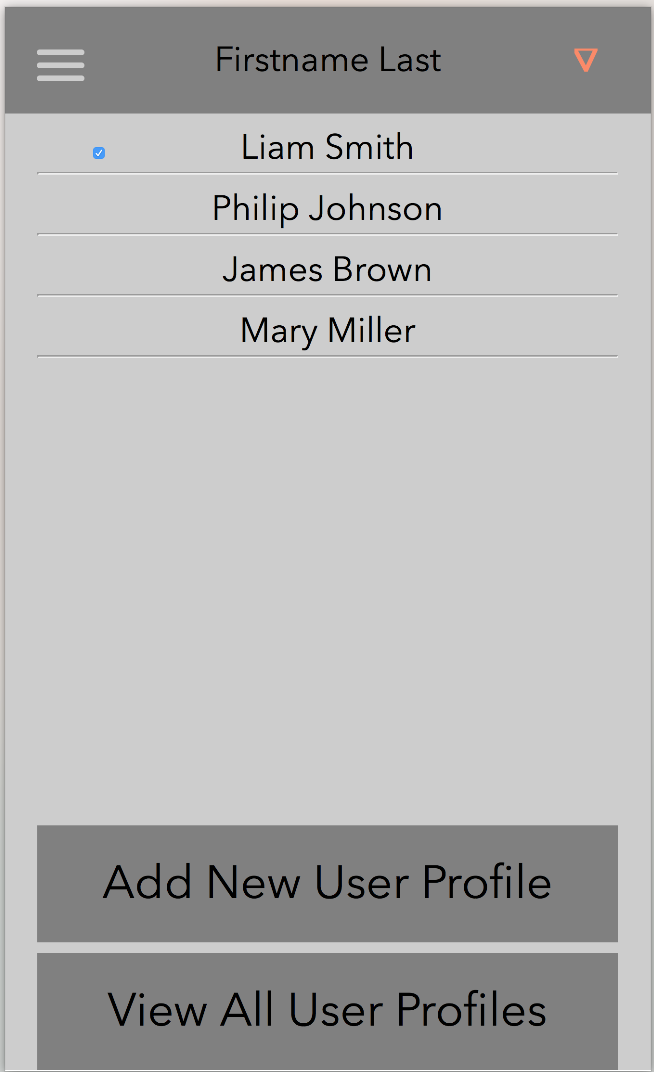 Firstname Last
Liam Smith
Philip Johnson
James Brown
Mary Miller
Add New User Profile
View All User Profiles